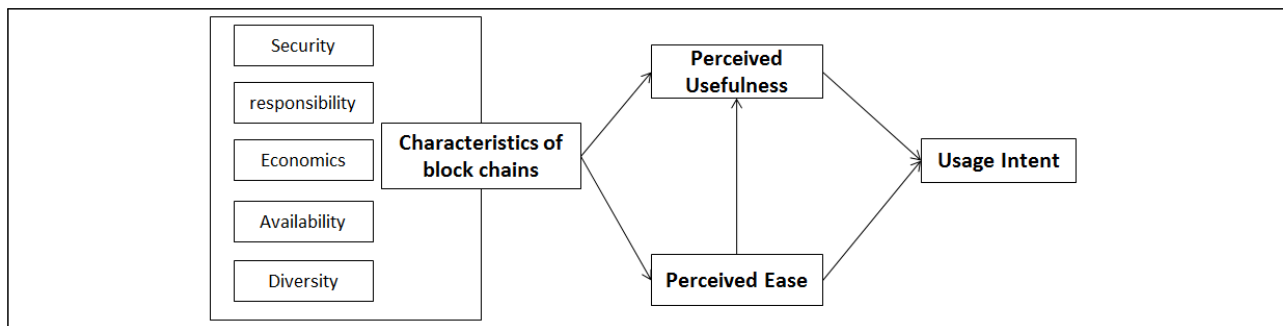 Security
responsibility
Economics
Availability
Diversity
Characteristics of
block chains
Perceived
Usefulness
Perceived Ease
Usage Intent